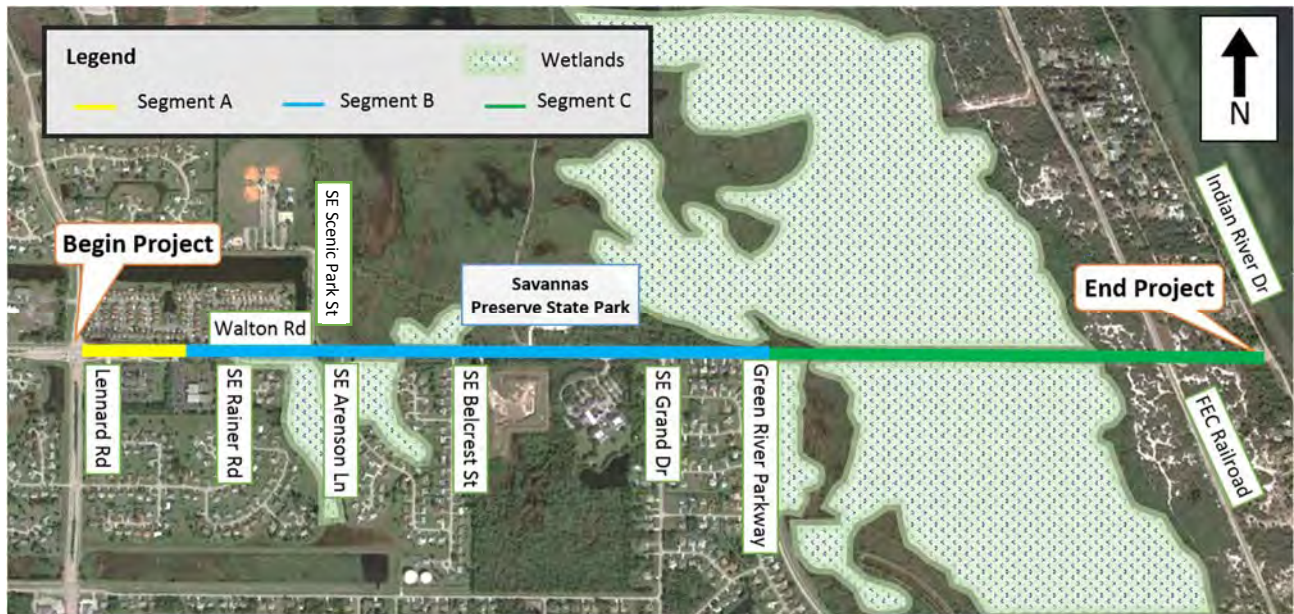 Legend
Wetlands
Segment A
Segment B
Segment C
N
SE Scenic Park St
Begin Project
Indian River Dr
Savannas
Preserve State Park
End Project
Walton Rd
Lennard Rd
SE Rainer Rd
SE Arenson Ln
SE Belcrest St
SE Grand Dr
Green River Parkway
FEC Railroad